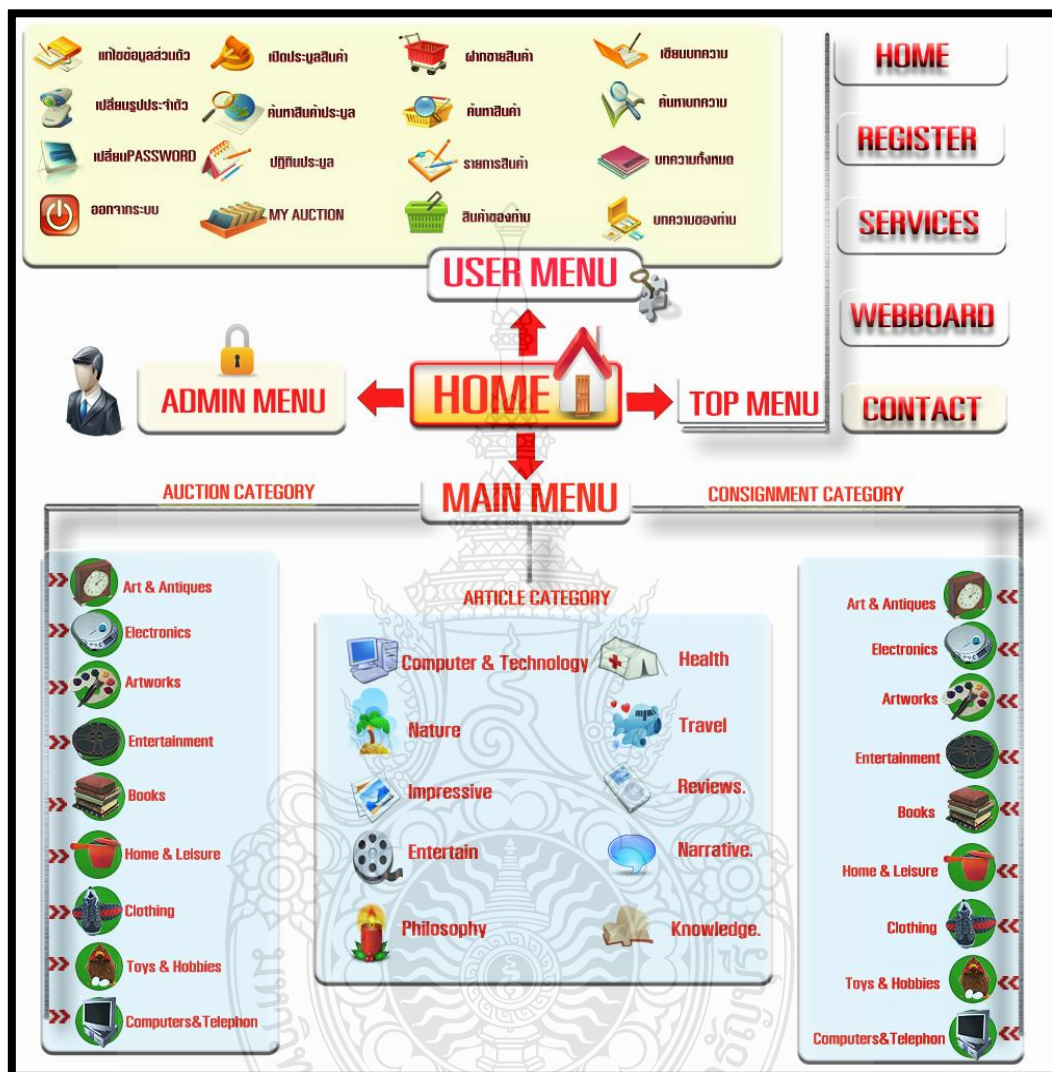 แก้ไขข้อมูลส่วนตัว
เปิดประมูลสินค้า
ฝากขายสินค้า
เขียนบทความ
เปลี่ยนรูปประจำตัว
ค้นหาสินค้าประมูล
ค้นหาสินค้า
ค้นหาบทความ
เปลี่ยนPASSWORD
ปฏิทินประมูล
รายการสินค้า
บทความทั้งหมด
ออกจากระบบ
MY AUCTION
สินค้าของท่าน
บทความของท่าน
USER MENU
HOME
REGISTER
SERVICES
WEBBOARD
CONTACT
ADMIN MENU
HOME
TOP MENU
MAIN MENU
AUCTION CATEGORY
CONSIGNMENT CATEGORY
Art & Antiques
Electronics
Artworks
Entertainment
Books
Home & Leisure
Clothing
Toys & Hobbies
Computers&Telephon
ARTICLE CATEGORY
Computer & Technology
Health
Nature
Travel
Impressive
Reviews.
Entertain
Narrative.
Philosophy
Knowledge.
Art & Antiques
Electronics
Artworks
Entertainment
Books
Home & Leisure
Clothing
Toys & Hobbies
Computers&Telephon